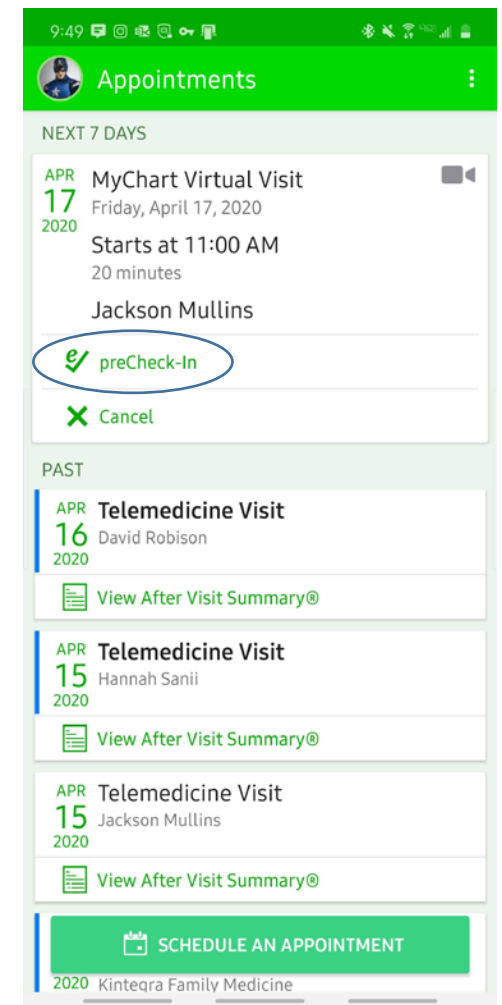 9:49
Appointments
NEXT 7 DAYS
APR
17
2020
MyChart Virtual Visit
Friday, April 17, 2020
Starts at 11:00 AM
20 minutes
Jackson Mullins
preCheck-In
Cancel
PAST
APR
16
2020
Telemedicine Visit
David Robison
View After Visit Summary®
APR
15
2020
Telemedicine Visit
Hannah Sanii
View After Visit Summary®
APR
15
2020
Telemedicine Visit
Jackson Mullins
View After Visit Summary®
SCHEDULE AN APPOINTMENT
2020 Kintegra Family Medicine